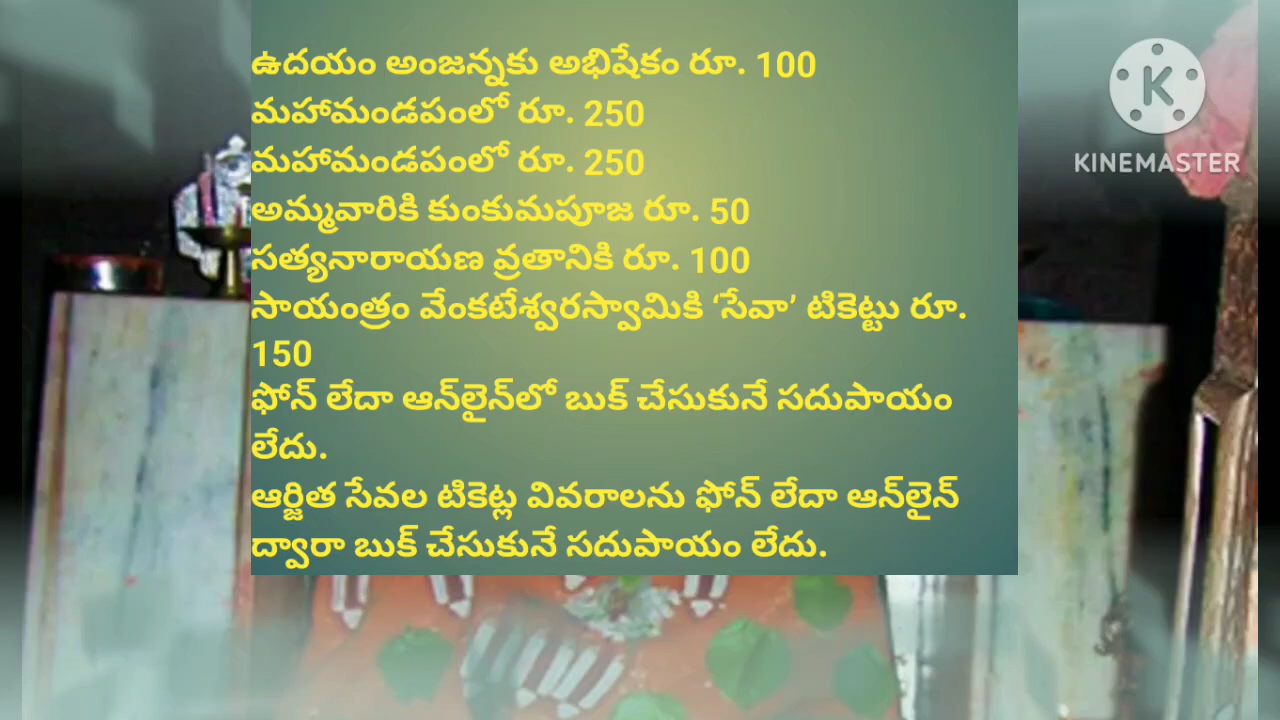 ఉదయం అంజన్నకు అభిషేకం రూ. 100
మహామండపంలో రూ. 250
మహామండపంలో రూ. 250
అమ్మవారికి కుంకుమపూజ రూ. 50
సత్యనారాయణ వ్రతానికి రూ. 100
సాయంత్రం వేంకటేశ్వరస్వామికి ‘సేవా’ టికెట్టు రూ.
150
ఫోన్ లేదా ఆన్‌లైన్‌లో బుక్ చేసుకునే సదుపాయం
లేదు.
ఆర్జిత సేవల టికెట్ల వివరాలను ఫోన్ లేదా ఆన్‌లైన్
ద్వారా బుక్ చేసుకునే సదుపాయం లేదు.
K
KINEMASTER